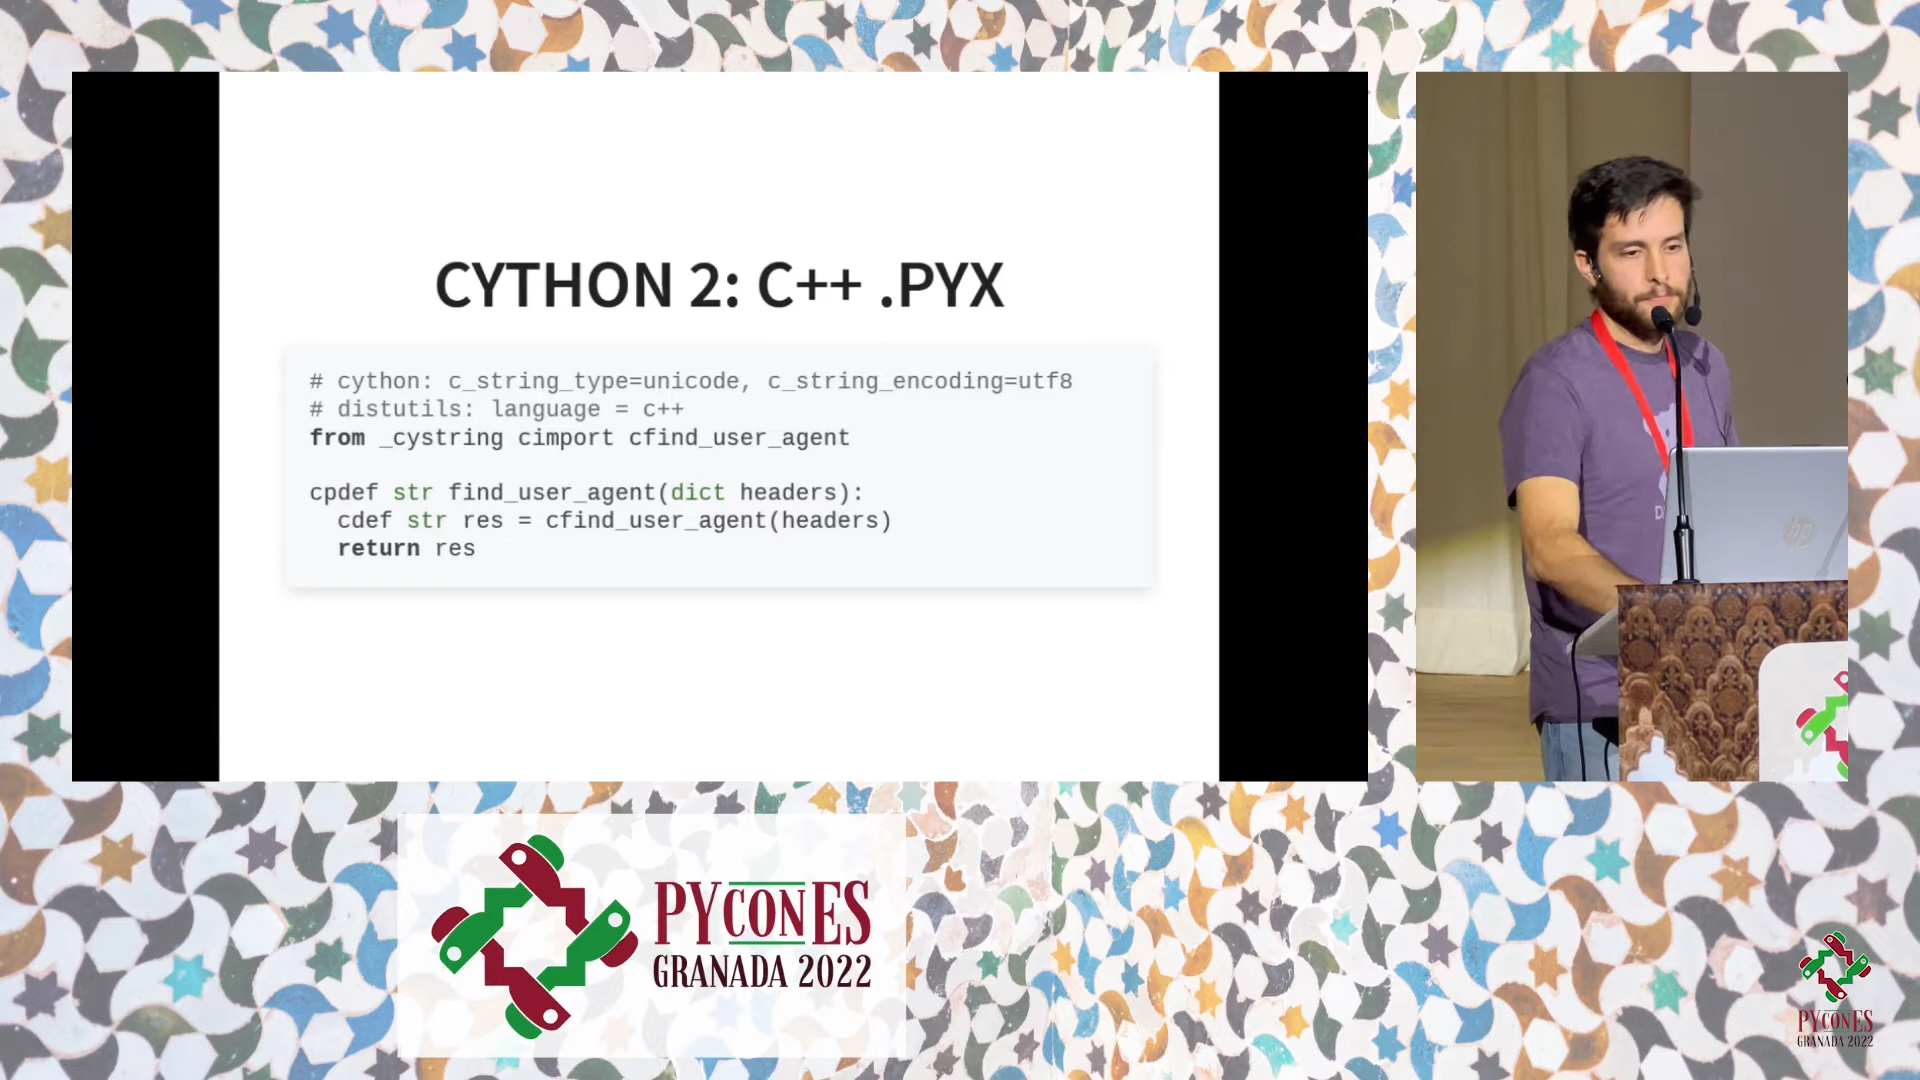 CYTHON 2: C++ .PYX
# cython: c_string_type=unicode, c_string_encoding=utf8
# distutils: language = c++
from _cystring cimport cfind_user_agent
cpdef str find_user_agent(dict headers):
cdef str res = cfind_user_agent(headers)
return res
hp
PYCONES
GRANADA 2022
PYCONES
GRANADA 2022